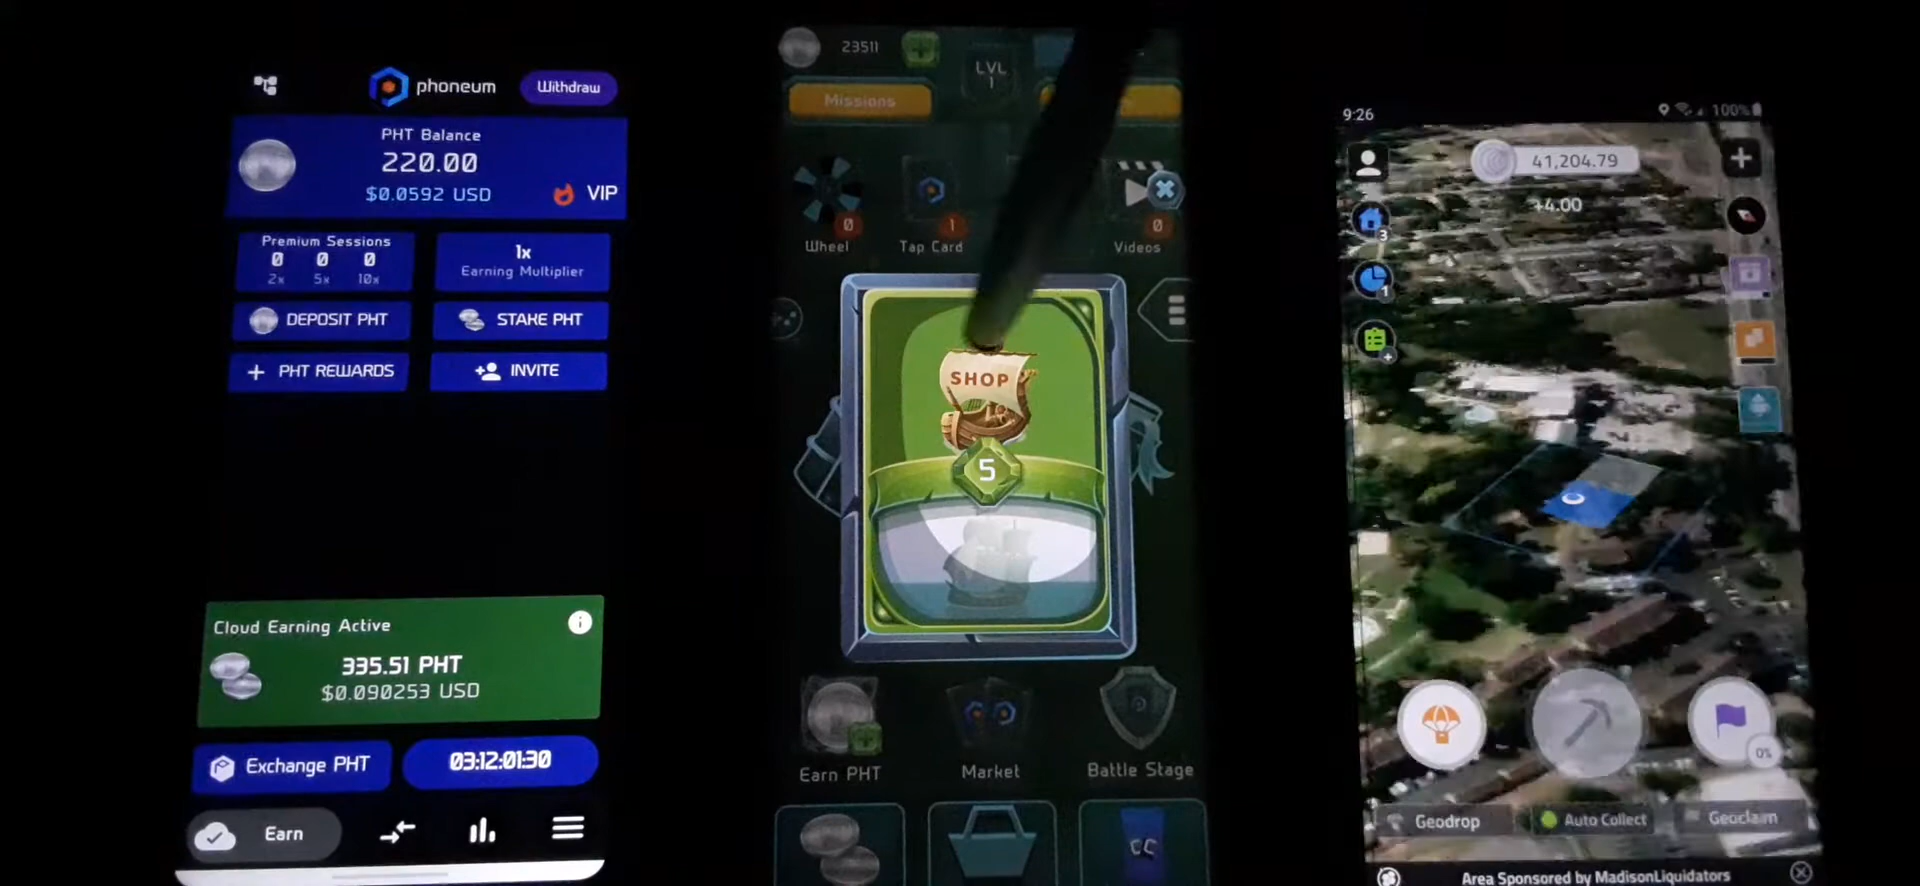 phoneum
Withdraw
PHT Balance
220.00
$0.0592 USD
VIP
Premium Sessions
0 0 0
2x 5x 10x
1x
Earning Multiplier
DEPOSIT PHT
STAKE PHT
+ PHT REWARDS
INVITE
Cloud Earning Active
335.51 PHT
$0.090253 USD
Exchange PHT
03:12:01:30
Earn
23511
LVL
1
Missions
0
Wheel
1
Tap Card
0
Videos
SHOP
5
Earn PHT
Market
Battle Stage
9:26
100%
41,204.79
+4.00
3
1
0%
Geodrop
Auto Collect
Geoclaim
Area Sponsored by MadisonLiquidators